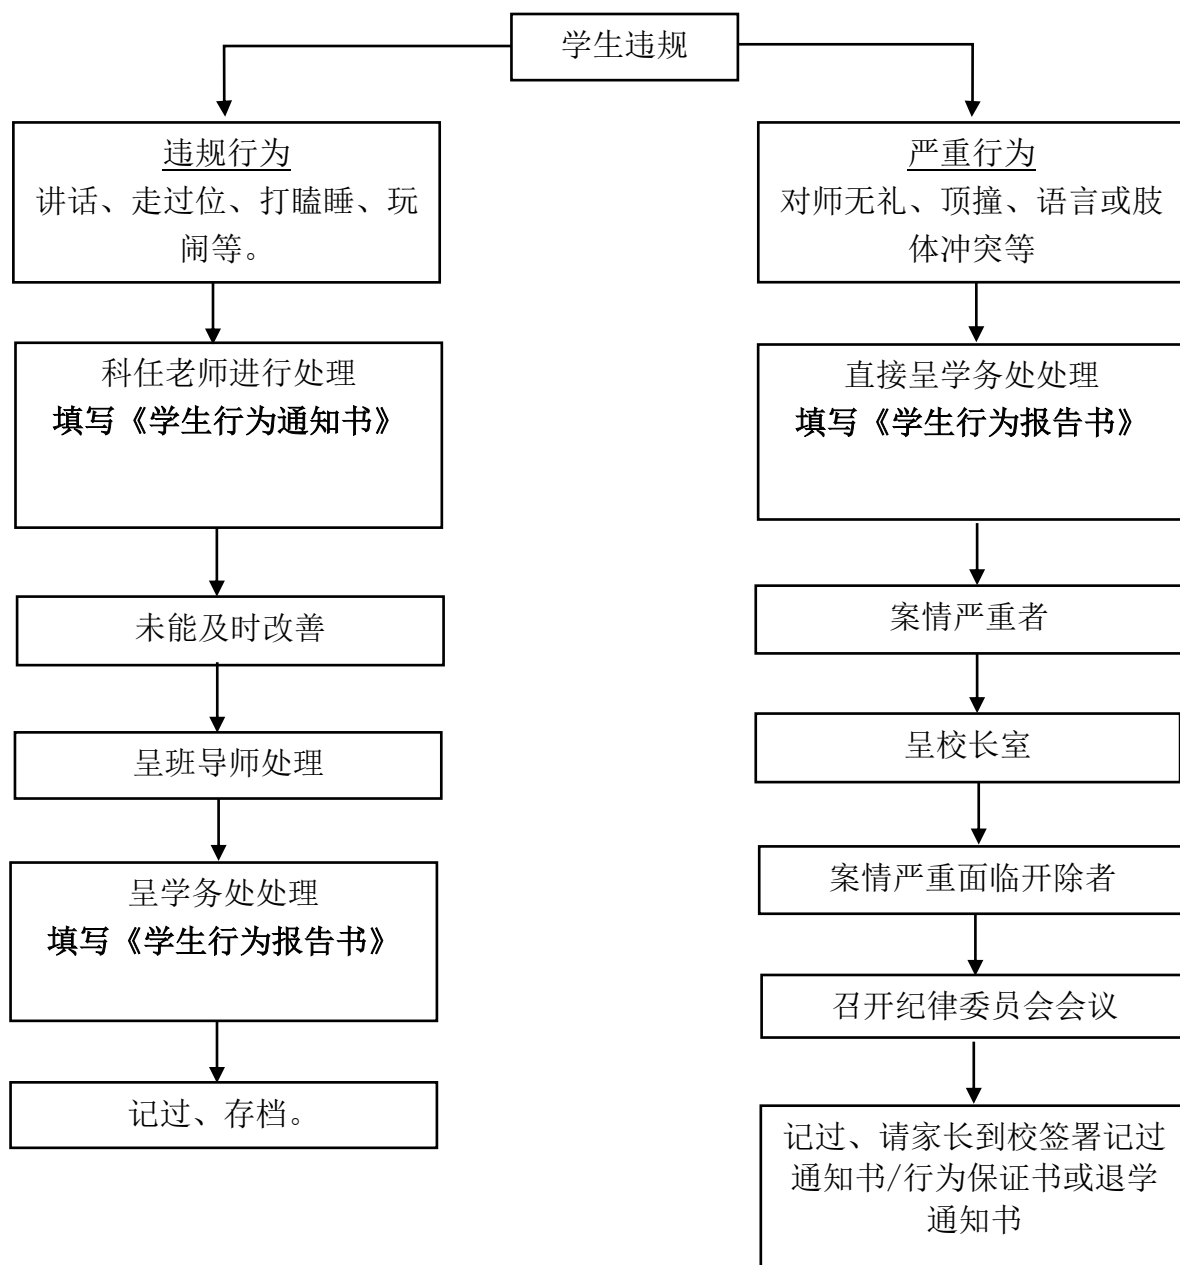 学生违规
违规行为
讲话、走过位、打瞌睡、玩
闹等。
科任老师进行处理
填写《学生行为通知书》
未能及时改善
呈班导师处理
呈学务处处理
填写《学生行为报告书》
记过、存档。
严重行为
对师无礼、顶撞、语言或肢
体冲突等
直接呈学务处处理
填写《学生行为报告书》
案情严重者
呈校长室
案情严重面临开除者
召开纪律委员会会议
记过、请家长到校签署记过
通知书/行为保证书或退学
通知书